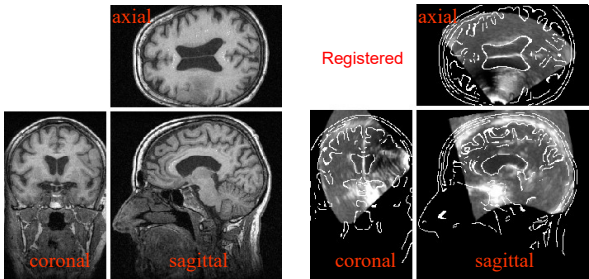 axial
coronal
sagittal
Registered
axial
coronal
sagittal